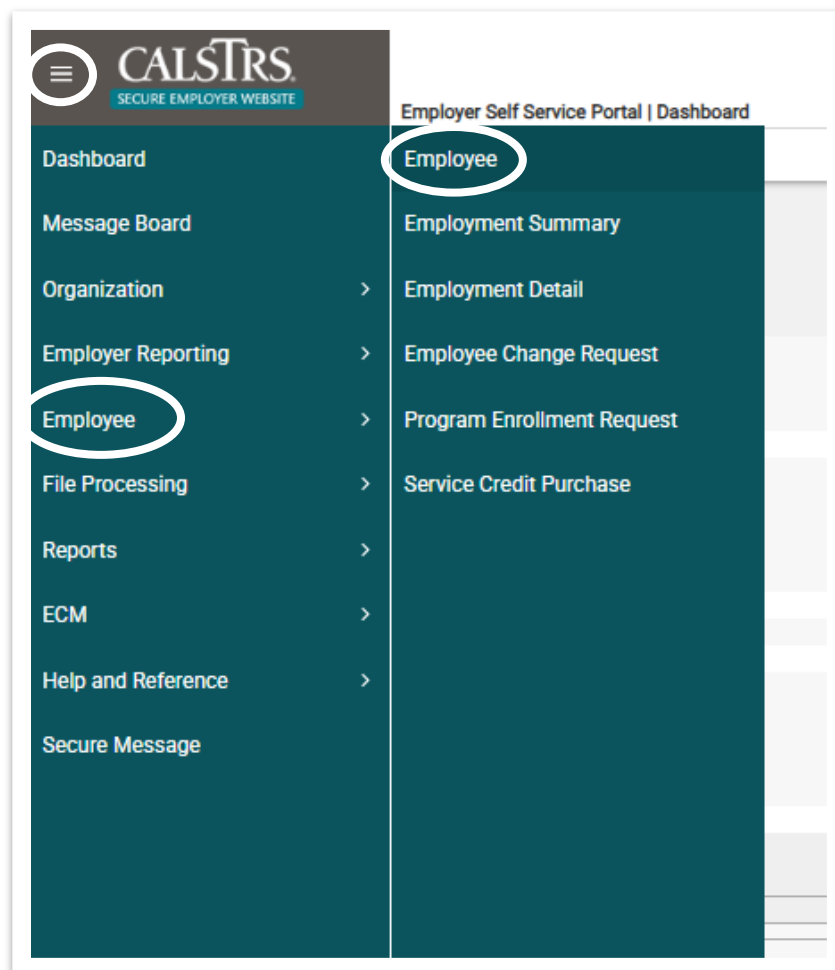 CALSTRS.
SECURE EMPLOYER WEBSITE
Employer Self Service Portal | Dashboard
Dashboard
Message Board
Organization
Employer Reporting
Employee
File Processing
Reports
ECM
Help and Reference
Secure Message
Employee
Employment Summary
Employment Detail
Employee Change Request
Program Enrollment Request
Service Credit Purchase